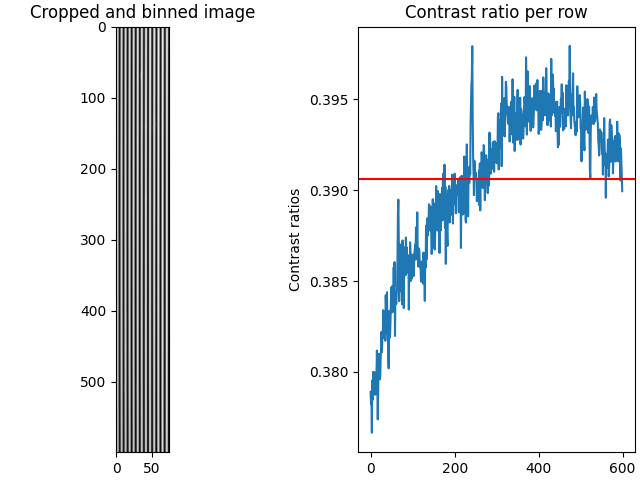 Cropped and binned image
0
100
200
300
400
500
0 50
Contrast ratio per row
Contrast ratios
0.395
0.390
0.385
0.380
0 200 400 600